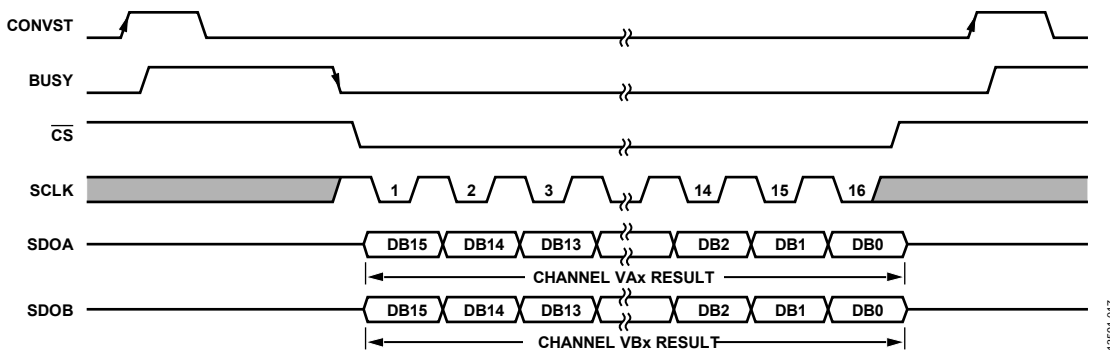 CONVST
BUSY
CS
SCLK 1 2 3 14 15 16
SDOA DB15 DB14 DB13 DB2 DB1 DB0
CHANNEL VAx RESULT
SDOB DB15 DB14 DB13 DB2 DB1 DB0
CHANNEL VBx RESULT